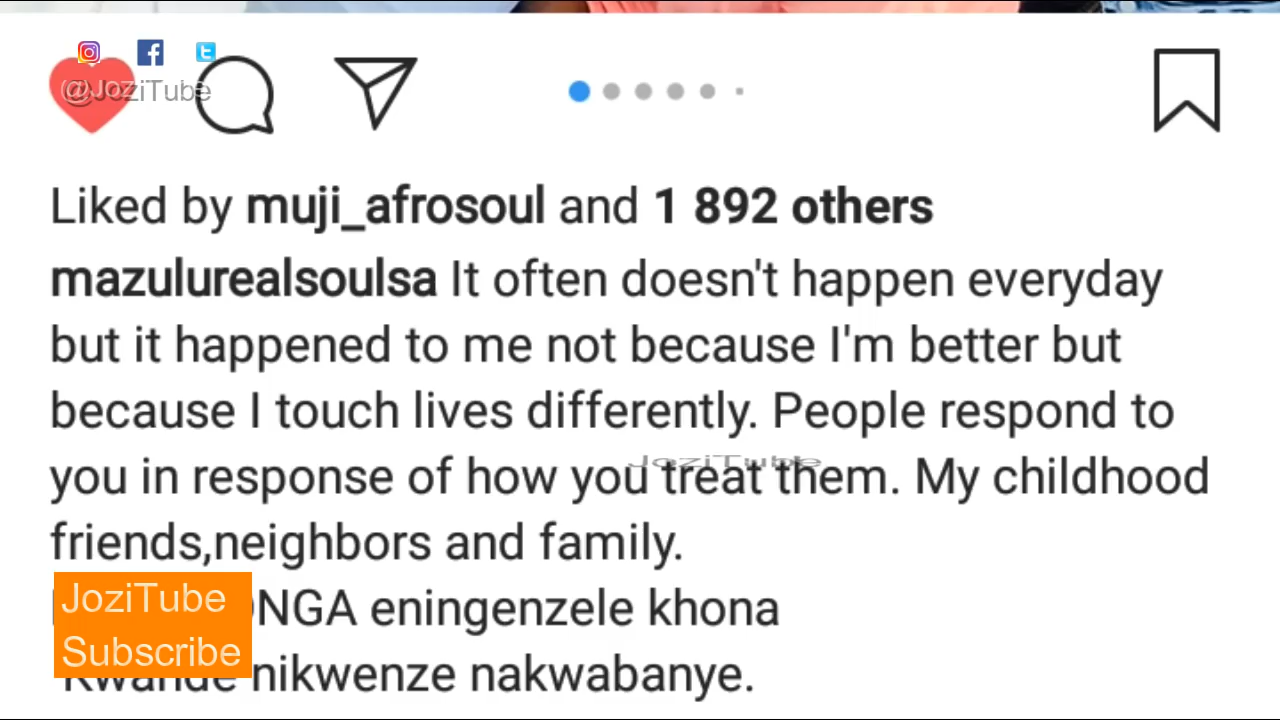 @JoziTube
Liked by muji_afrosoul and 1 892 others
mazulurealsoulsa It often doesn't happen everyday
but it happened to me not because I'm better but
because I touch lives differently. People respond to
you in response of how you treat them. My childhood
JoziTube
friends,neighbors and family.
eningenzele khona
JoziTube
Subscribe
Kwande nikwenze nakwabanye.